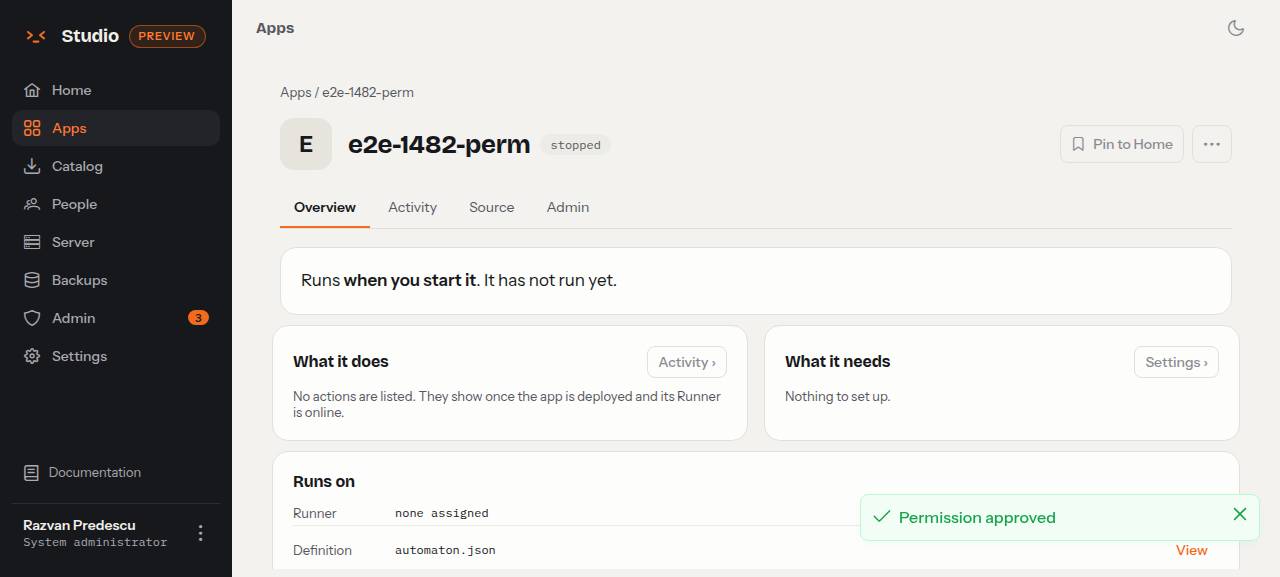 Studio PREVIEW
Home
Apps
Catalog
People
Server
Backups
Admin 3
Settings
Documentation
Razvan Predescu
System administrator
Apps
Apps / e2e-1482-perm
E e2e-1482-perm stopped
Pin to Home
Overview Activity Source Admin
Runs when you start it. It has not run yet.
What it does Activity ›
No actions are listed. They show once the app is deployed and its Runner
is online.
What it needs Settings ›
Nothing to set up.
Runs on
Runner none assigned
Definition automaton.json View
Permission approved